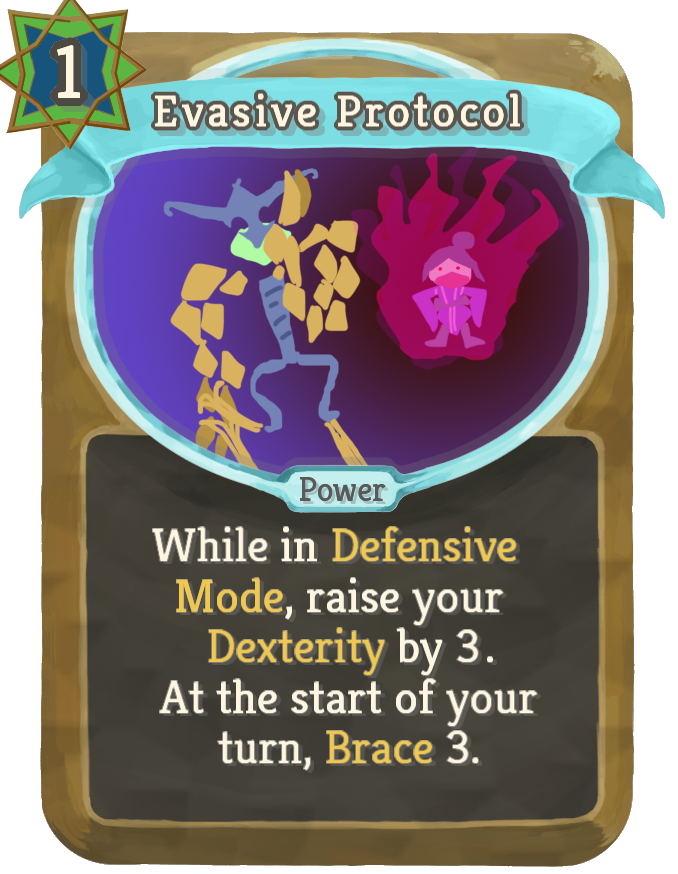 1
Evasive Protocol
Power
While in Defensive
Mode, raise your
Dexterity by 3.
At the start of your
turn, Brace 3.